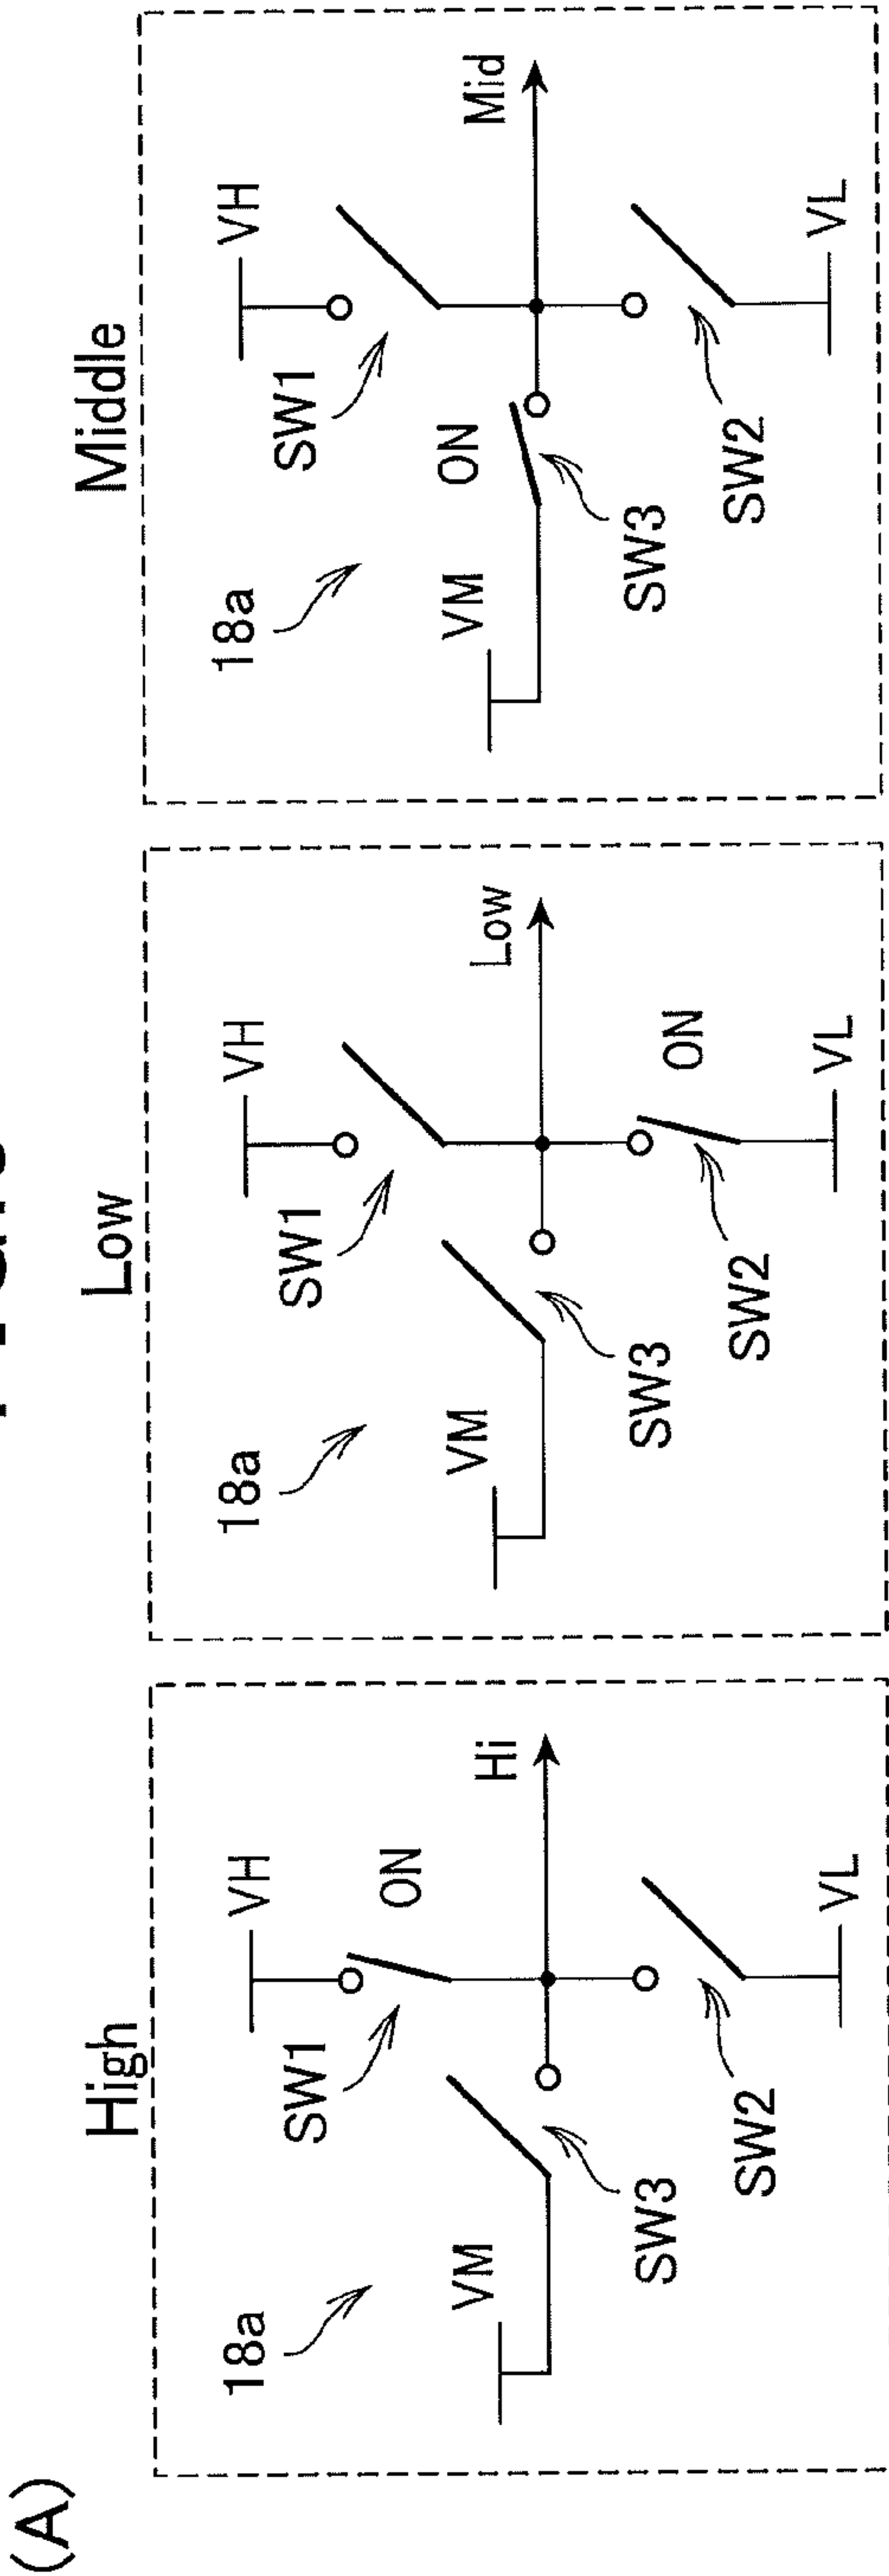 (A)
High
18a
VM
SW3
SW1
VH
ON
Hi
SW2
VL
Low
18a
VM
SW3
SW1
VH
Low
SW2
ON
VL
Middle
18a
VM
SW3
ON
SW1
VH
Mid
SW2
VL